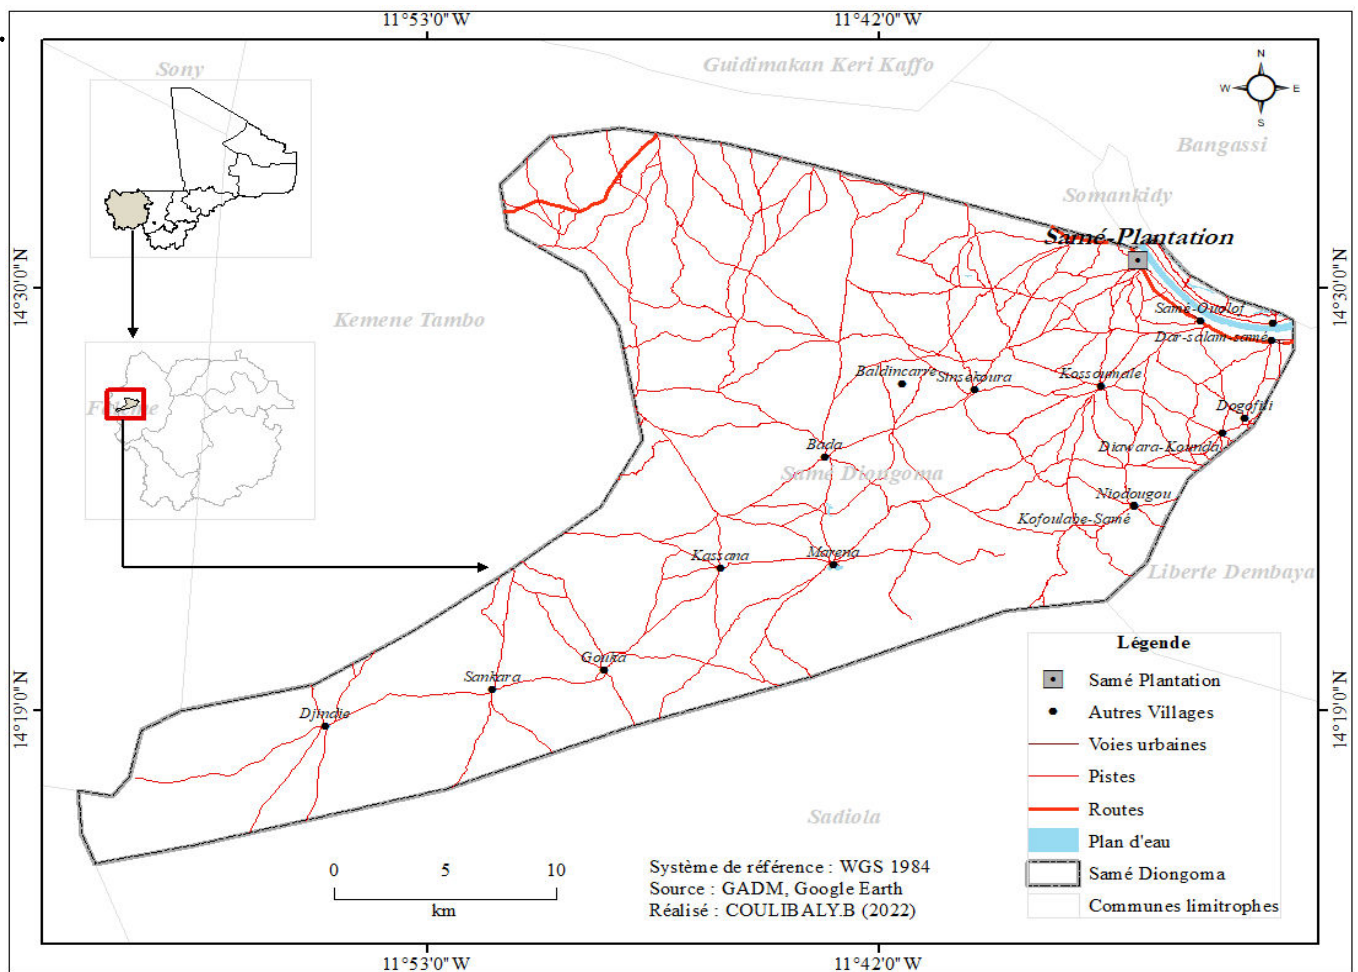 11°53'0"W
11°42'0"W
Sony
Guidimakan Keri Kaffo
N
W
E
S
Bangassi
Somankidy
Samé-Plantation
14°30'0"N
14°30'0"N
Kemene Tambo
Samé-Ouolof
Dar-salam-samé
Baldincarre
Sinsekoura
Kossoumale
Dogofili
Diawara-Kounda
Bada
Samé Diongoma
Niodougou
Kofoulabe-Samé
Kassana
Marena
Liberte Dembaya
Gouka
Sankara
Djindie
14°19'0"N
14°19'0"N
Légende
Samé Plantation
Autres Villages
Voies urbaines
Pistes
Routes
Plan d'eau
Samé Diongoma
Communes limitrophes
Sadiola
0 5 10
km
Système de référence : WGS 1984
Source : GADM, Google Earth
Réalisé : COULIBALY.B (2022)
11°53'0"W
11°42'0"W